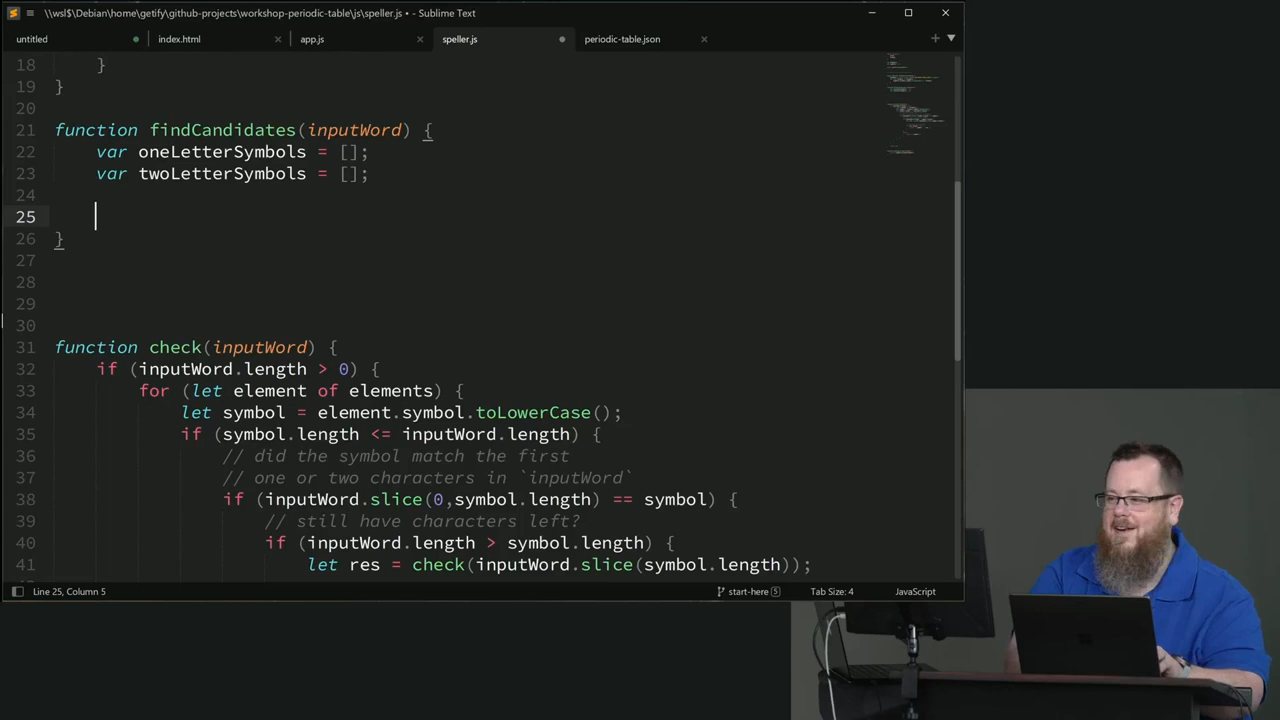 \\wsl$\Debian\home\getify\github-projects\workshop-periodic-table\js\speller.js • - Sublime Text
untitled index.html app.js speller.js periodic-table.json
18 }
19 }
20
21 function findCandidates(inputWord) {
22 var oneLetterSymbols = [];
23 var twoLetterSymbols = [];
24
25
26 }
27
28
29
30
31 function check(inputWord) {
32 if (inputWord.length > 0) {
33 for (let element of elements) {
34 let symbol = element.symbol.toLowerCase();
35 if (symbol.length <= inputWord.length) {
36 // did the symbol match the first
37 // one or two characters in `inputWord`
38 if (inputWord.slice(0,symbol.length) == symbol) {
39 // still have characters left?
40 if (inputWord.length > symbol.length) {
41 let res = check(inputWord.slice(symbol.length));
Line 25, Column 5 start-here 5 Tab Size: 4 JavaScript